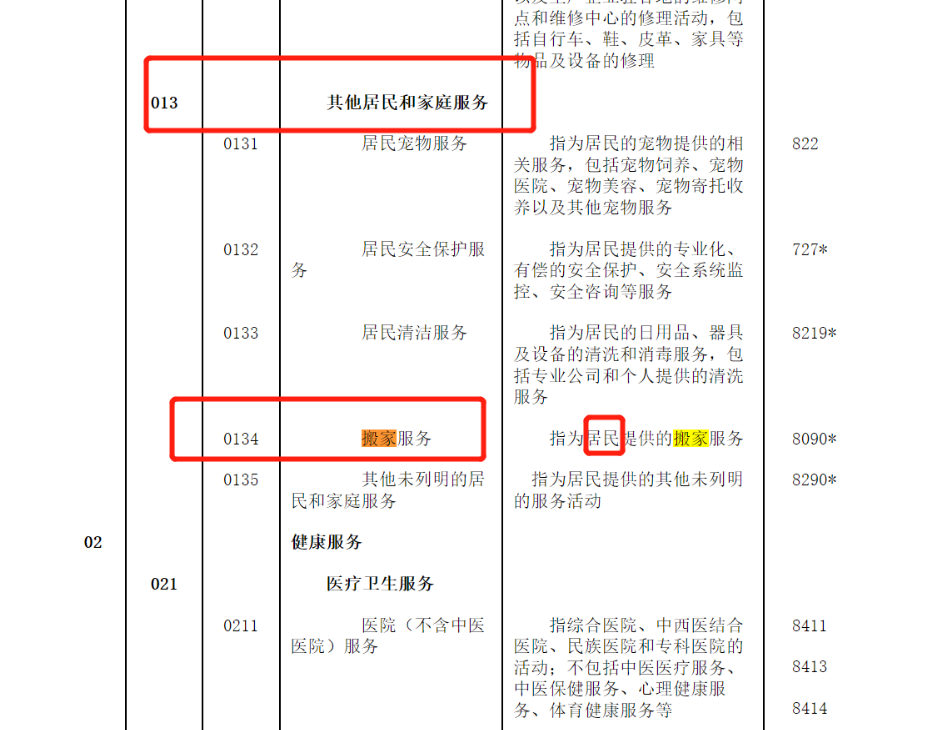 点和维修中心的修理活动，包
括自行车、鞋、皮革、家具等
物品及设备的修理
013 其他居民和家庭服务
0131 居民宠物服务 指为居民的宠物提供的相 822
关服务，包括宠物饲养、宠物
医院、宠物美容、宠物寄托收
养以及其他宠物服务
0132 居民安全保护服 指为居民提供的专业化、 727*
务 有偿的安全保护、安全系统监
控、安全咨询等服务
0133 居民清洁服务 指为居民的日用品、器具 8219*
及设备的清洗和消毒服务，包
括专业公司和个人提供的清洗
服务
0134 搬家服务 指为居民提供的搬家服务 8090*
0135 其他未列明的居 指为居民提供的其他未列明 8290*
民和家庭服务 的服务活动
02 健康服务
021 医疗卫生服务
0211 医院（不含中医 指综合医院、中西医结合 8411
医院）服务 医院、民族医院和专科医院的
活动；不包括中医医疗服务、 8413
中医保健服务、心理健康服
务、体育健康服务等 8414